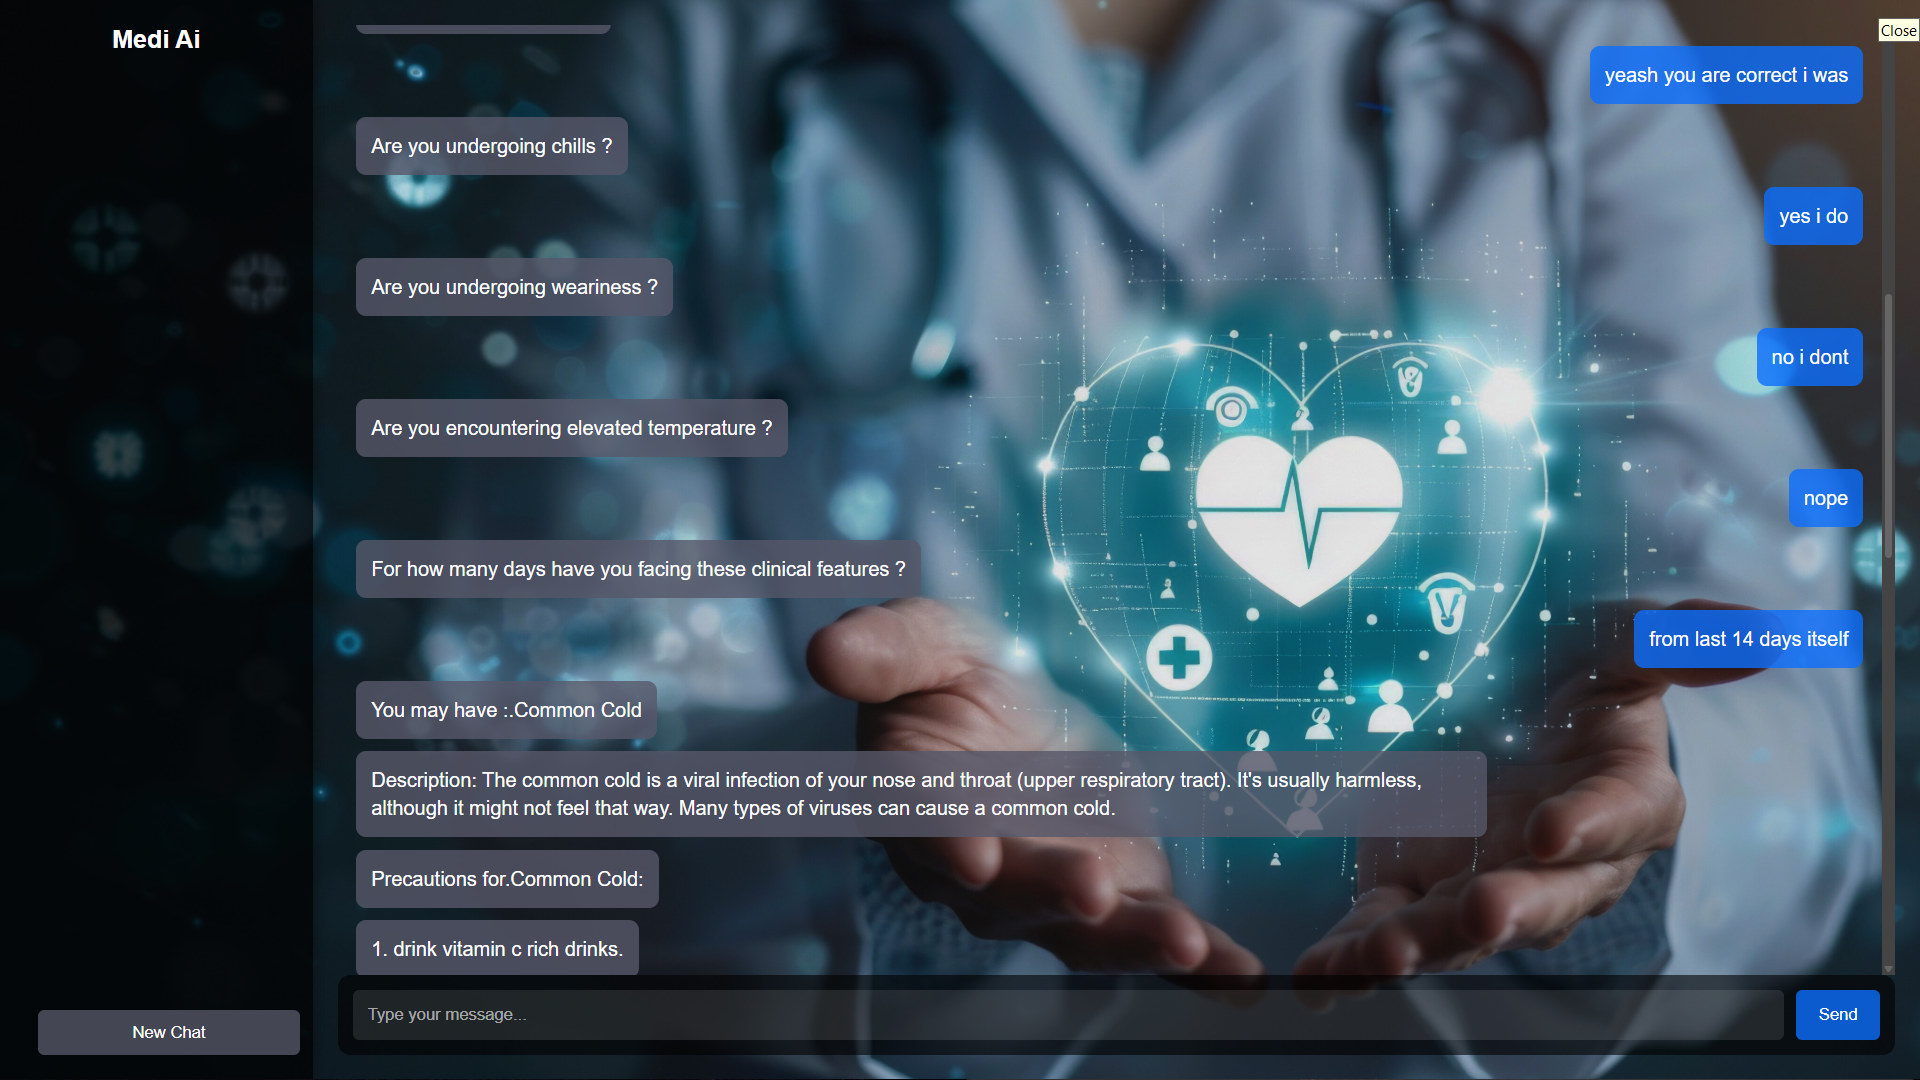 Medi Ai
Close
yeash you are correct i was
Are you undergoing chills ?
yes i do
Are you undergoing weariness ?
no i dont
Are you encountering elevated temperature ?
nope
For how many days have you facing these clinical features ?
from last 14 days itself
You may have :.Common Cold
Description: The common cold is a viral infection of your nose and throat (upper respiratory tract). It's usually harmless,
although it might not feel that way. Many types of viruses can cause a common cold.
Precautions for.Common Cold:
1. drink vitamin c rich drinks.
Type your message...
Send
New Chat